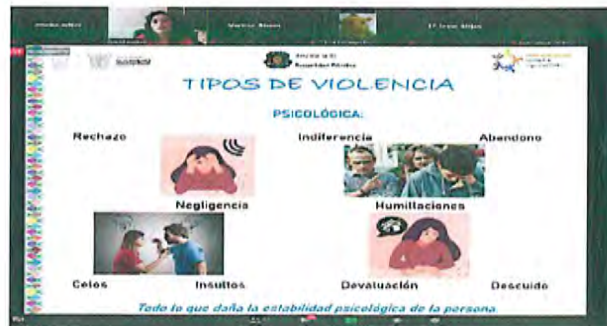 TIPOS DE VIOLENCIA
PSICOLÓGICA:
Rechazo
Indiferencia
Abandono
Negligencia
Humillaciones
Celos
Insultos
Devaluación
Descuido
Todo lo que daña la estabilidad psicológica de la persona.